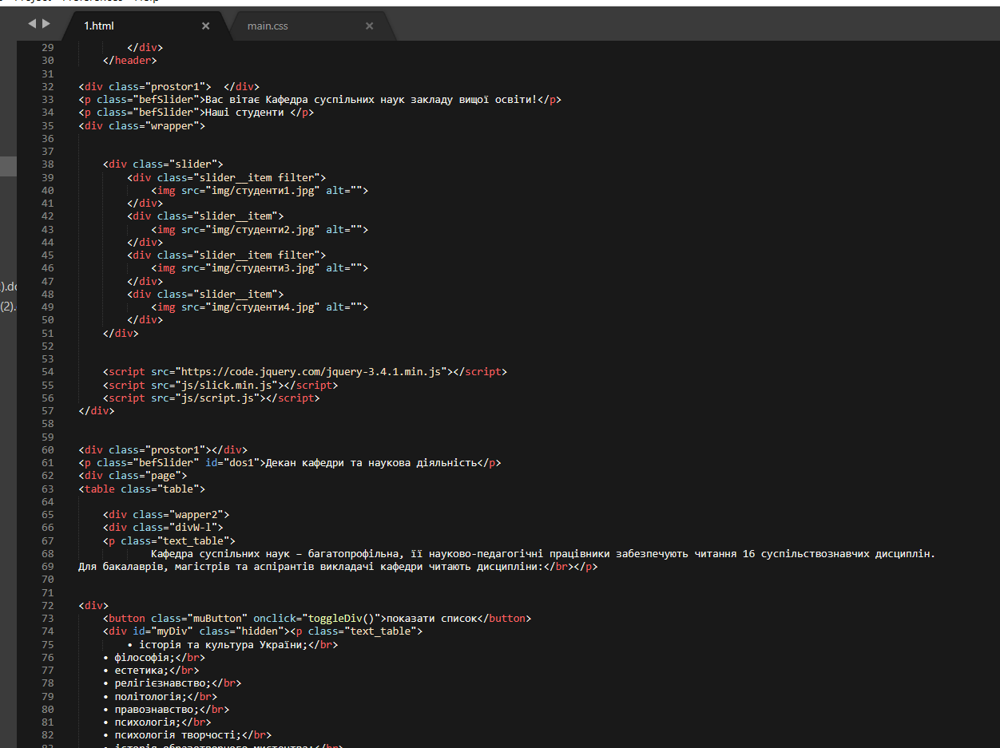 Project Preferences Help
1.html × main.css ×
29 </div>
30 </header>
31
32 <div class="prostor1">  </div>
33 <p class="befSlider">Вас вітає Кафедра суспільних наук закладу вищої освіти!</p>
34 <p class="befSlider">Наші студенти </p>
35 <div class="wrapper">
36
37
38 <div class="slider">
39 <div class="slider__item filter">
40 <img src="img/студенти1.jpg" alt="">
41 </div>
42 <div class="slider__item">
43 <img src="img/студенти2.jpg" alt="">
44 </div>
45 <div class="slider__item filter">
46 <img src="img/студенти3.jpg" alt="">
47 </div>
48 <div class="slider__item">
49 <img src="img/студенти4.jpg" alt="">
50 </div>
51 </div>
52
53
54 <script src="https://code.jquery.com/jquery-3.4.1.min.js"></script>
55 <script src="js/slick.min.js"></script>
56 <script src="js/script.js"></script>
57 </div>
58
59
60 <div class="prostor1"></div>
61 <p class="befSlider" id="dos1">Декан кафедри та наукова діяльність</p>
62 <div class="page">
63 <table class="table">
64
65 <div class="wapper2">
66 <div class="divW-l">
67 <p class="text_table">
68 Кафедра суспільних наук – багатопрофільна, її науково-педагогічні працівники забезпечують читання 16 суспільствознавчих дисциплін.
69 Для бакалаврів, магістрів та аспірантів викладачі кафедри читають дисципліни:</br></p>
70
71
72 <div>
73 <button class="muButton" onclick="toggleDiv()">показати список</button>
74 <div id="myDiv" class="hidden"><p class="text_table">
75 • історія та культура України;</br>
76 • філософія;</br>
77 • естетика;</br>
78 • релігієзнавство;</br>
79 • політологія;</br>
80 • правознавство;</br>
81 • психологія;</br>
82 • психологія творчості;</br>
83 • історія образотворчого мистецтва;</br>
).do
(2).